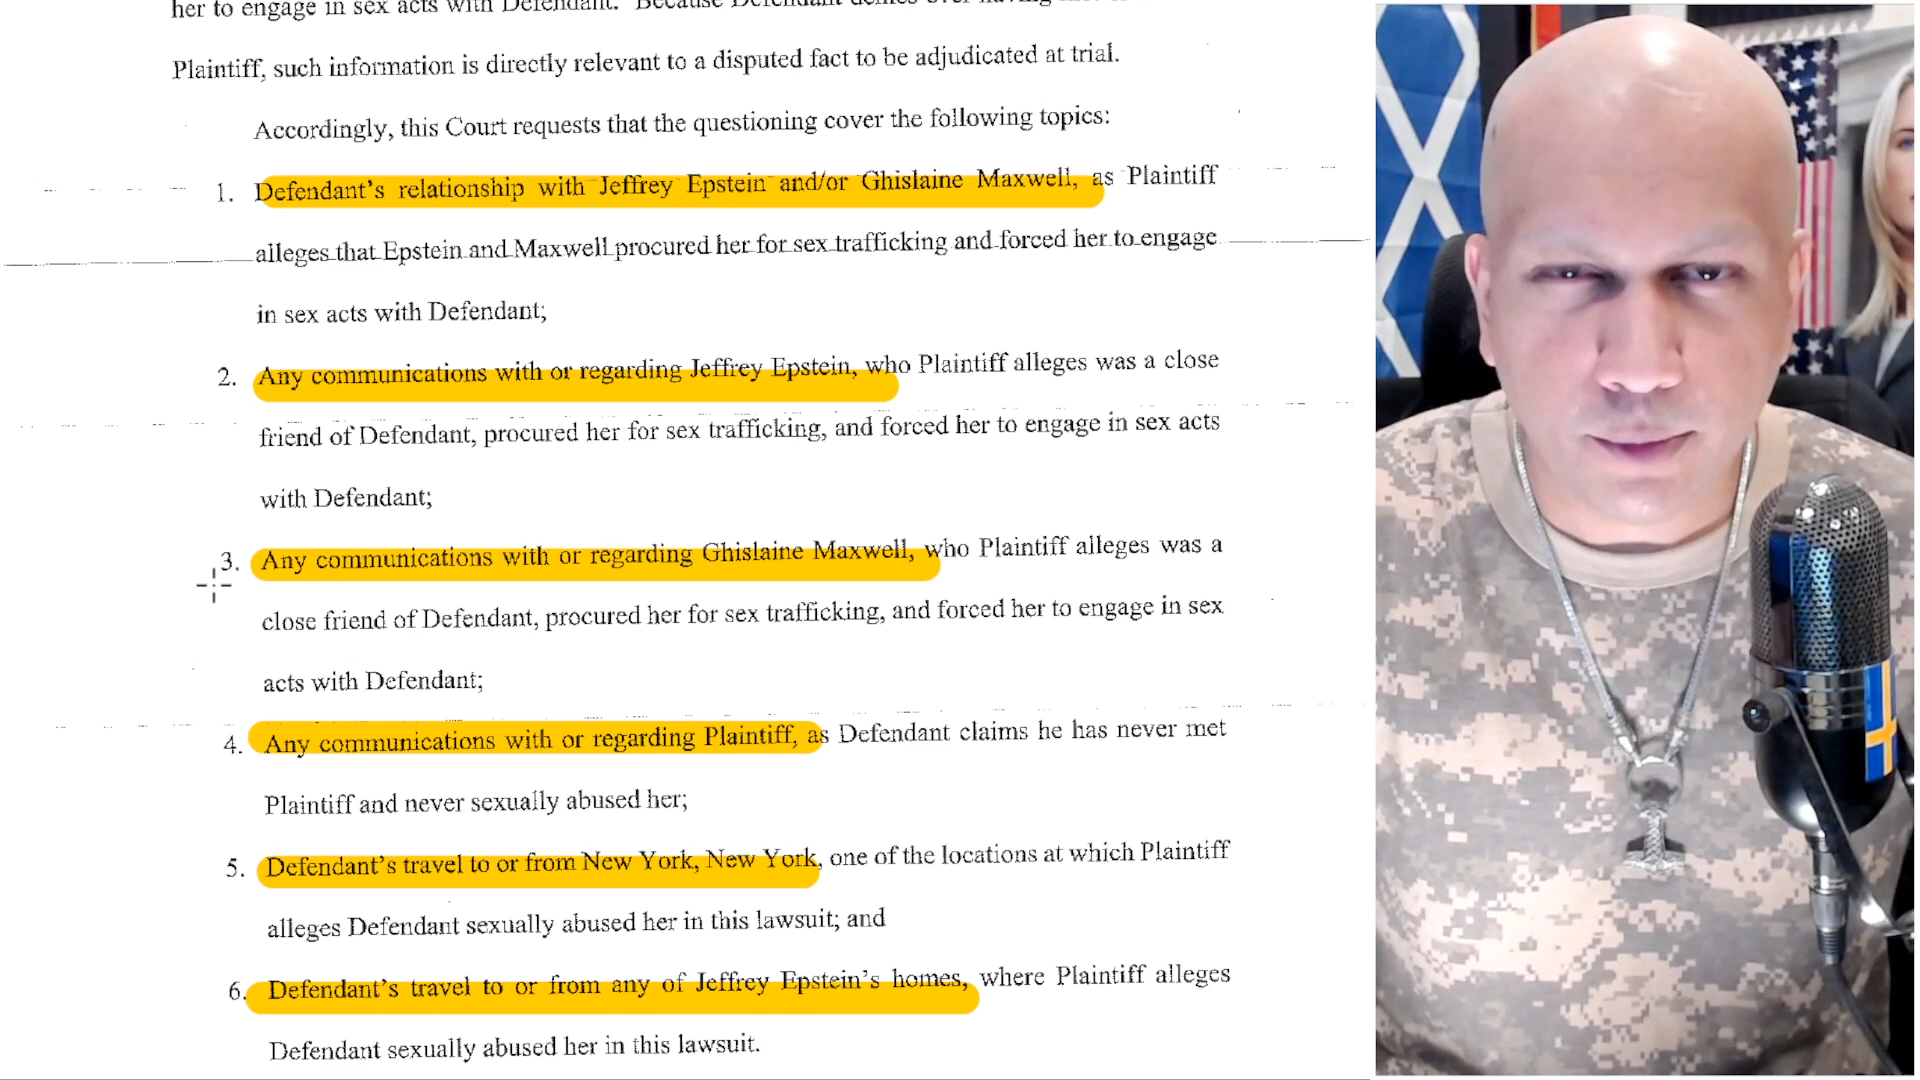 her to engage in sex acts with Defendant. Because Defendant denies ever having met
Plaintiff, such information is directly relevant to a disputed fact to be adjudicated at trial.
Accordingly, this Court requests that the questioning cover the following topics:
1. Defendant's relationship with Jeffrey Epstein and/or Ghislaine Maxwell, as Plaintiff
alleges that Epstein and Maxwell procured her for sex trafficking and forced her to engage
in sex acts with Defendant;
2. Any communications with or regarding Jeffrey Epstein, who Plaintiff alleges was a close
friend of Defendant, procured her for sex trafficking, and forced her to engage in sex acts
with Defendant;
3. Any communications with or regarding Ghislaine Maxwell, who Plaintiff alleges was a
close friend of Defendant, procured her for sex trafficking, and forced her to engage in sex
acts with Defendant;
4. Any communications with or regarding Plaintiff, as Defendant claims he has never met
Plaintiff and never sexually abused her;
5. Defendant's travel to or from New York, New York, one of the locations at which Plaintiff
alleges Defendant sexually abused her in this lawsuit; and
6. Defendant's travel to or from any of Jeffrey Epstein's homes, where Plaintiff alleges
Defendant sexually abused her in this lawsuit.